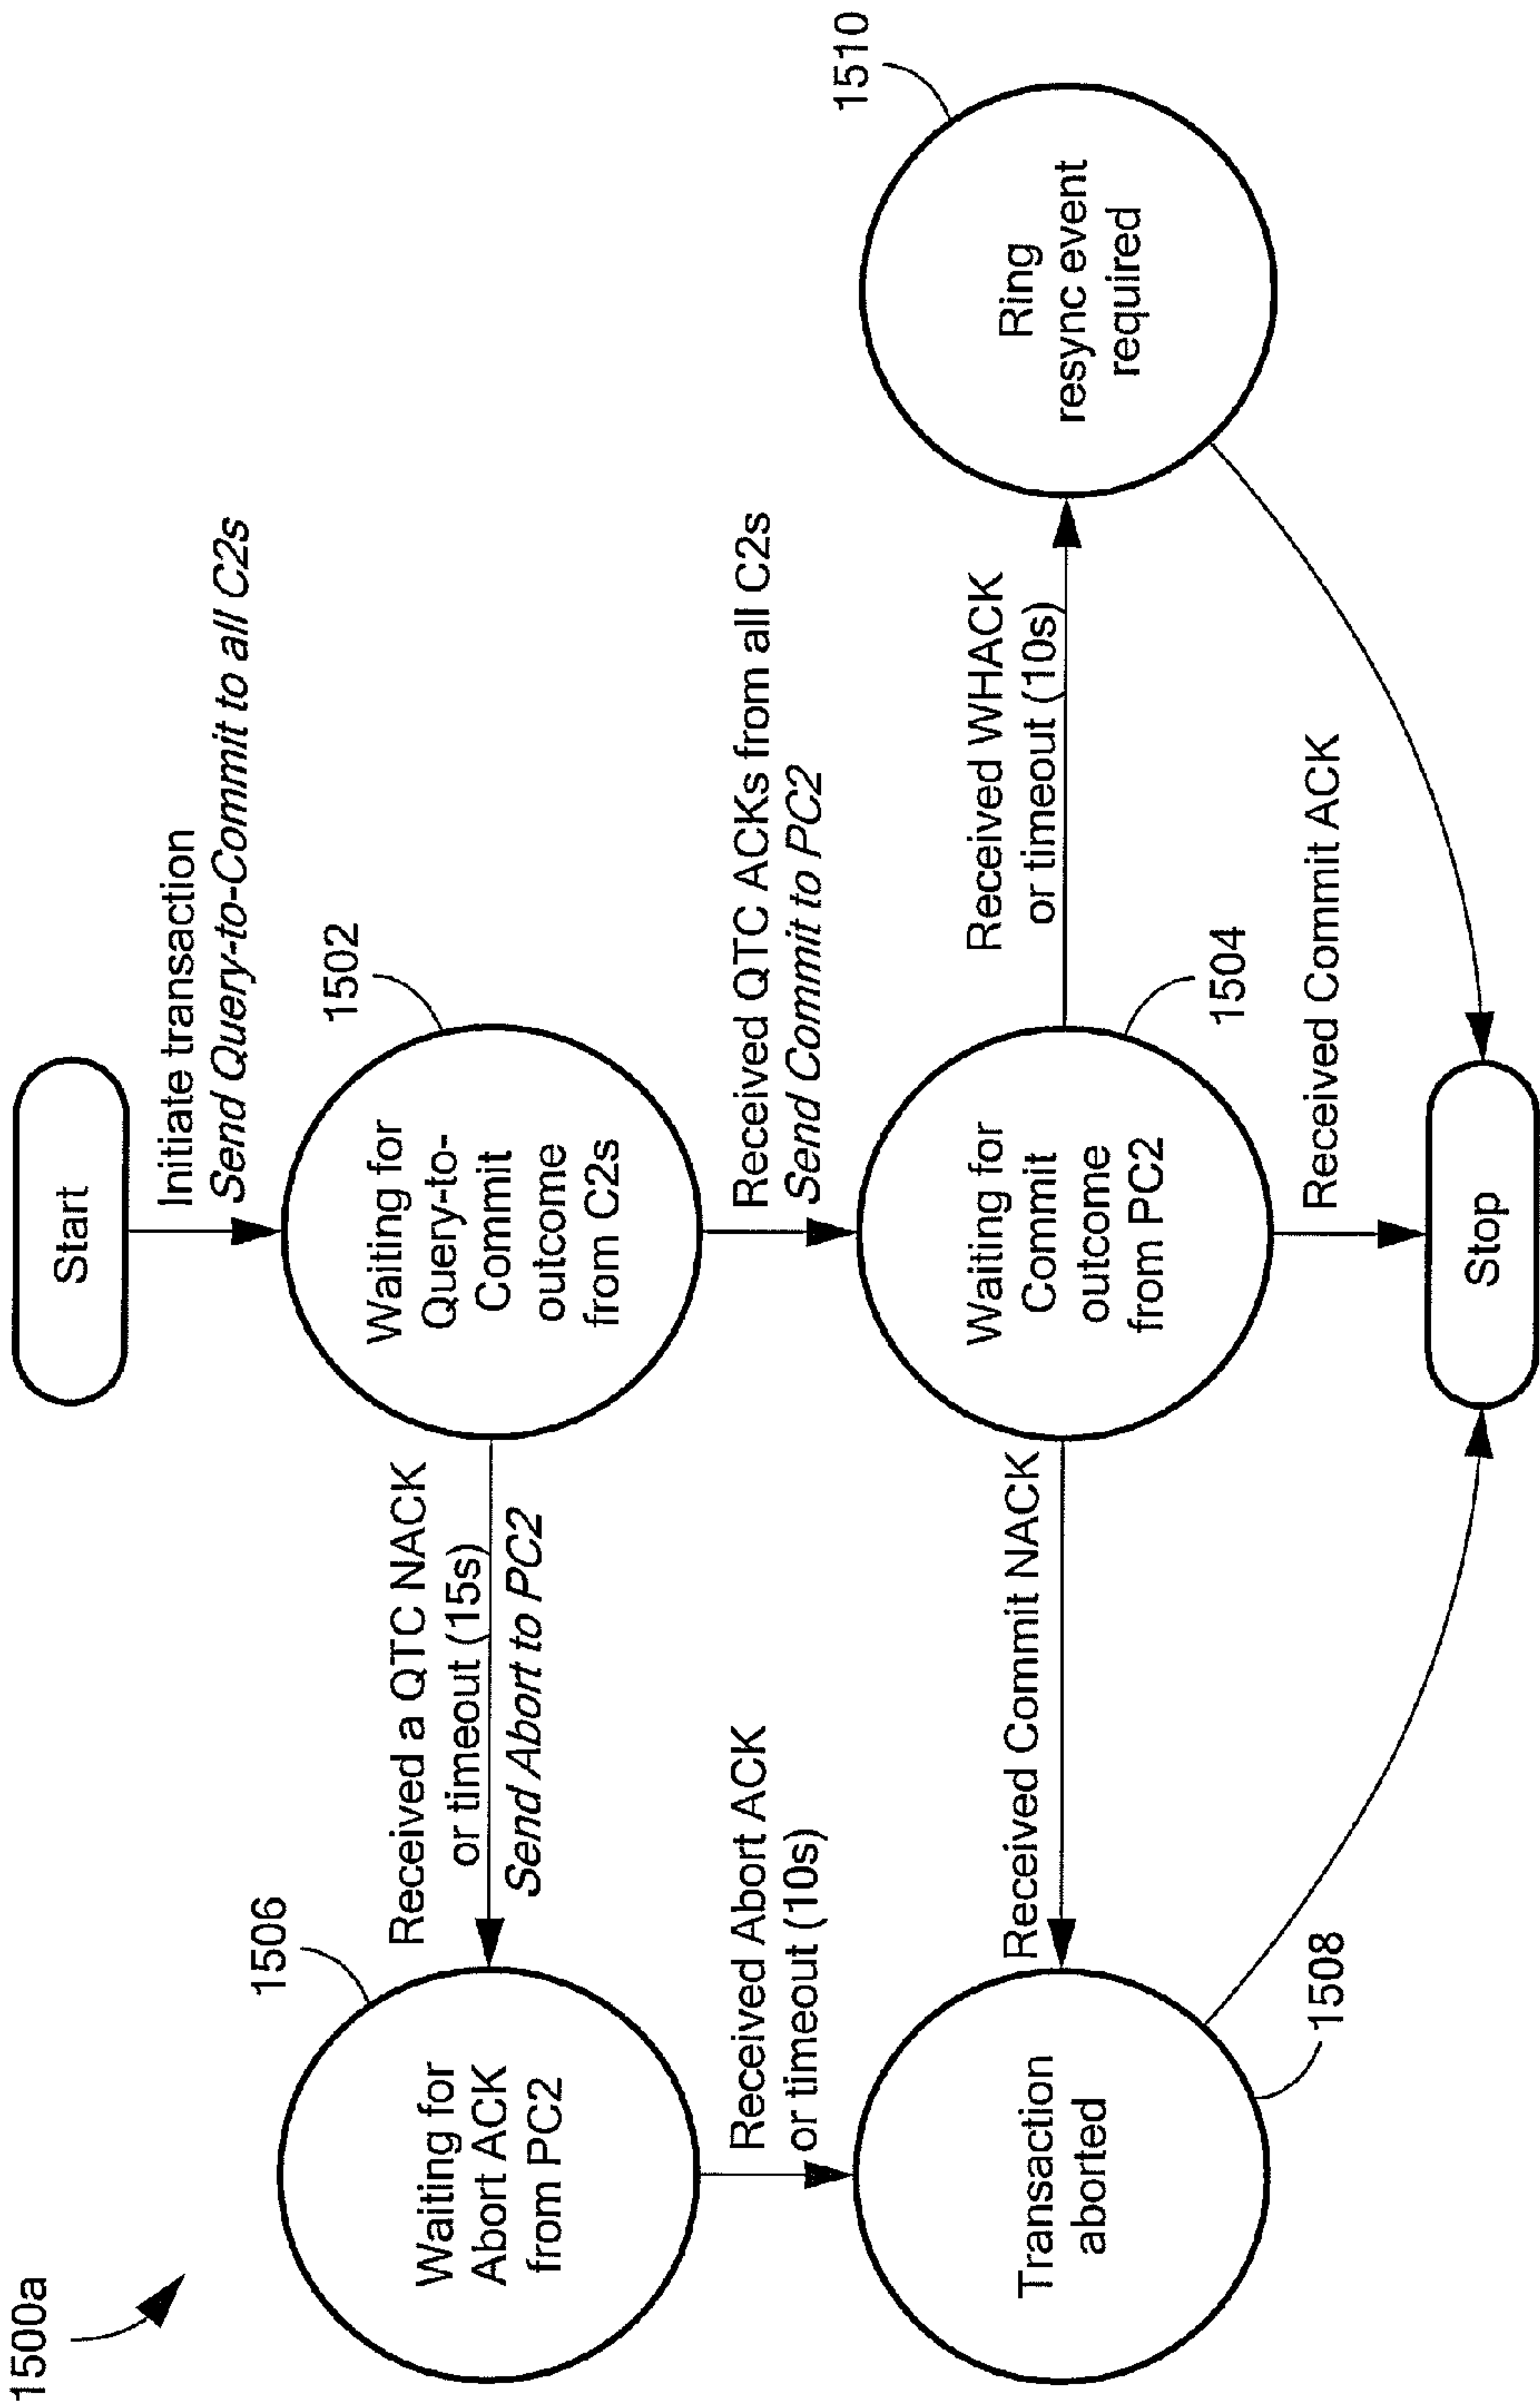 1500a
Start
Initiate transaction
Send Query-to-Commit to all C2s
1502
Waiting for
Query-to-
Commit
outcome
from C2s
Received a QTC NACK
or timeout (15s)
Send Abort to PC2
1506
Waiting for
Abort ACK
from PC2
Received QTC ACKs from all C2s
Send Commit to PC2
Received Abort ACK
or timeout (10s)
Waiting for
Commit
outcome
from PC2
1504
Received WHACK
or timeout (10s)
Ring
resync event
required
1510
Received Commit NACK
Transaction
aborted
1508
Received Commit ACK
Stop